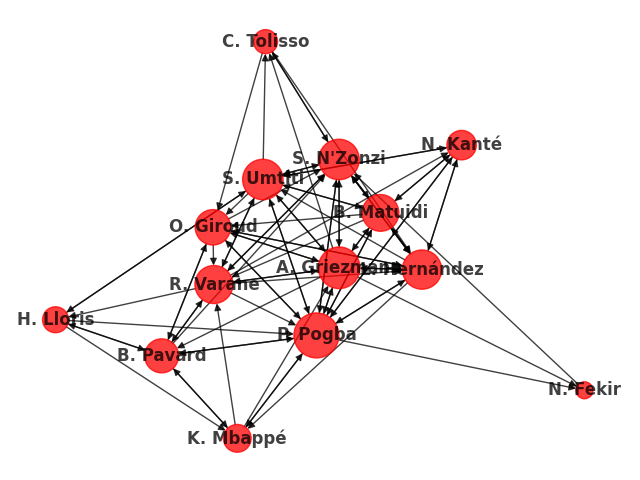 C. Tolisso
N. Kanté
S. N'Zonzi
S. Umtiti
B. Matuidi
O. Giroud
A. Griezmann
L. Hernández
R. Varane
H. Lloris
P. Pogba
B. Pavard
N. Fekir
K. Mbappé